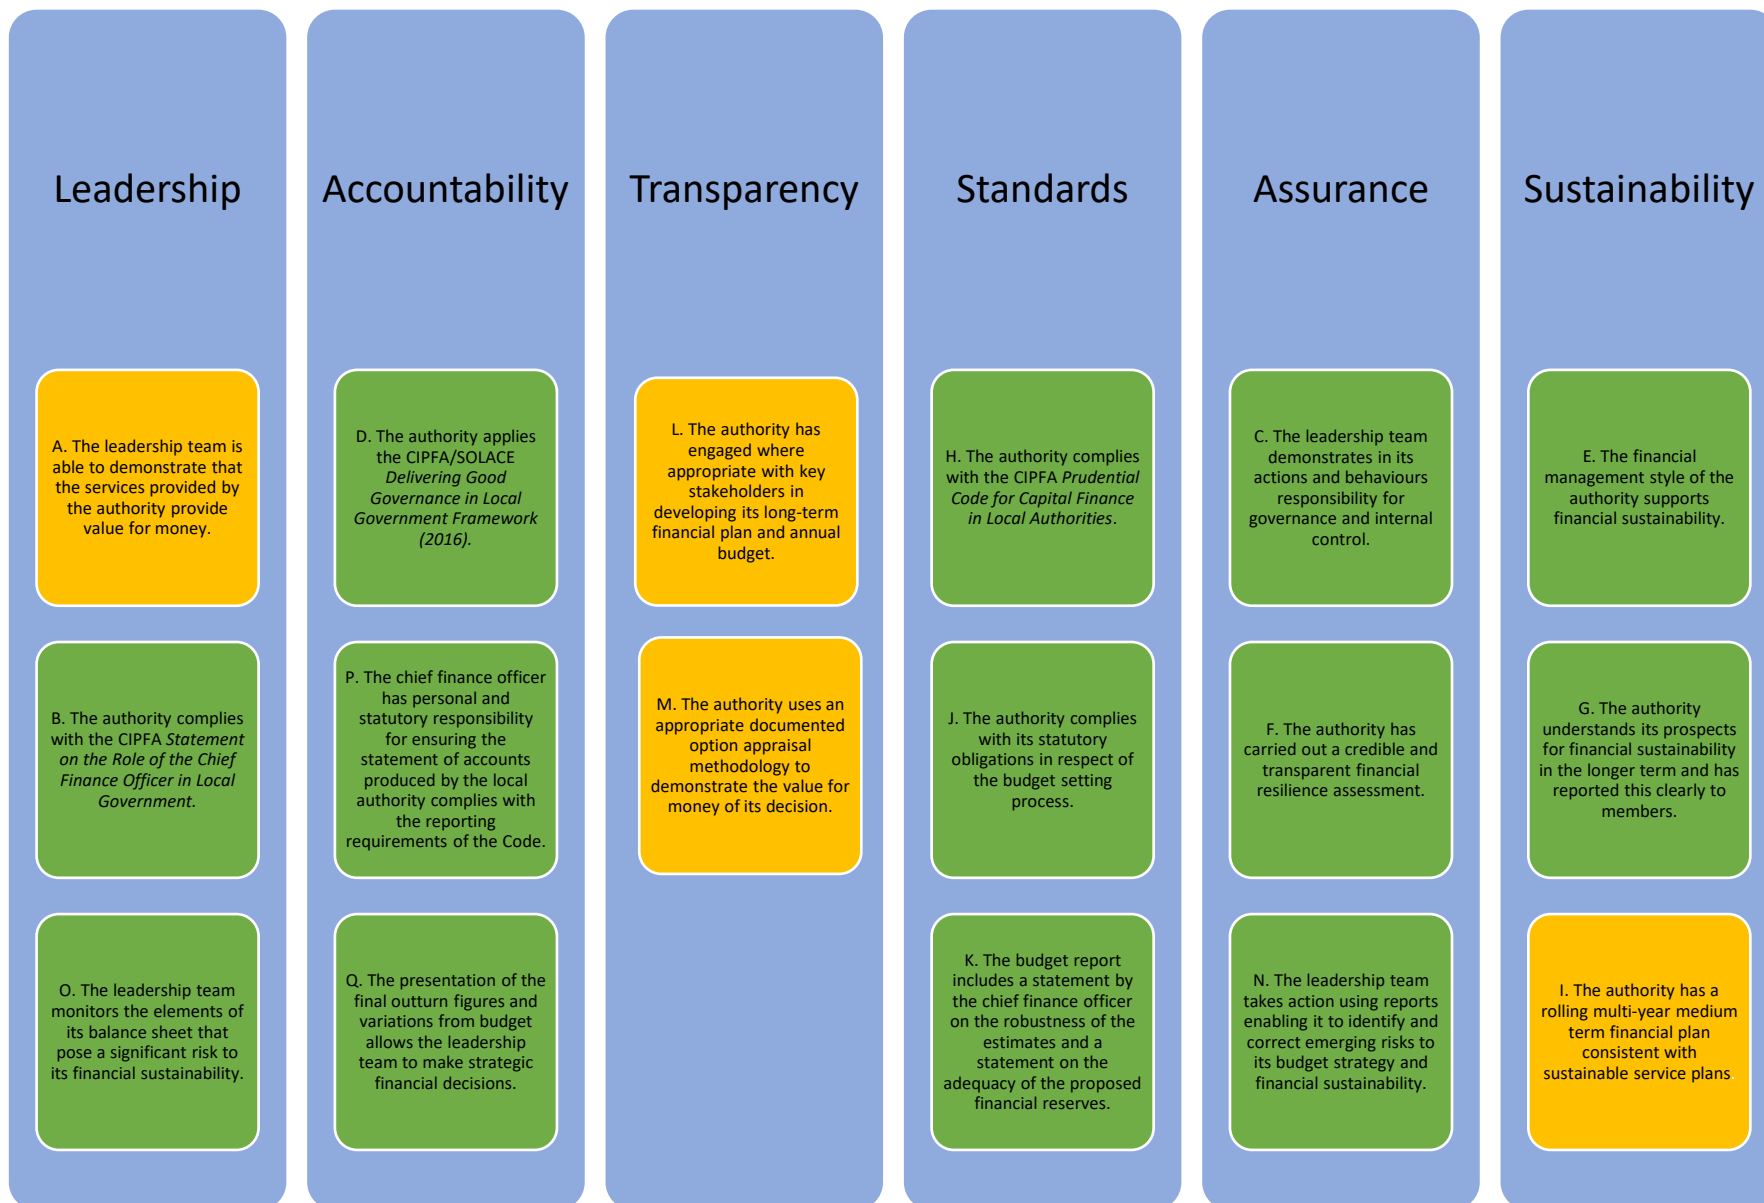 Leadership
A. The leadership team is
able to demonstrate that
the services provided by
the authority provide
value for money.
B. The authority complies
with the CIPFA Statement
on the Role of the Chief
Finance Officer in Local
Government.
O. The leadership team
monitors the elements of
its balance sheet that
pose a significant risk to
its financial sustainability.
Accountability
D. The authority applies
the CIPFA/SOLACE
Delivering Good
Governance in Local
Government Framework
(2016).
P. The chief finance officer
has personal and
statutory responsibility
for ensuring the
statement of accounts
produced by the local
authority complies with
the reporting
requirements of the Code.
Q. The presentation of the
final outturn figures and
variations from budget
allows the leadership
team to make strategic
financial decisions.
Transparency
L. The authority has
engaged where
appropriate with key
stakeholders in
developing its long-term
financial plan and annual
budget.
M. The authority uses an
appropriate documented
option appraisal
methodology to
demonstrate the value for
money of its decision.
Standards
H. The authority complies
with the CIPFA Prudential
Code for Capital Finance
in Local Authorities.
J. The authority complies
with its statutory
obligations in respect of
the budget setting
process.
K. The budget report
includes a statement by
the chief finance officer
on the robustness of the
estimates and a
statement on the
adequacy of the proposed
financial reserves.
Assurance
C. The leadership team
demonstrates in its
actions and behaviours
responsibility for
governance and internal
control.
F. The authority has
carried out a credible and
transparent financial
resilience assessment.
N. The leadership team
takes action using reports
enabling it to identify and
correct emerging risks to
its budget strategy and
financial sustainability.
Sustainability
E. The financial
management style of the
authority supports
financial sustainability.
G. The authority
understands its prospects
for financial sustainability
in the longer term and has
reported this clearly to
members.
I. The authority has a
rolling multi-year medium
term financial plan
consistent with
sustainable service plans.